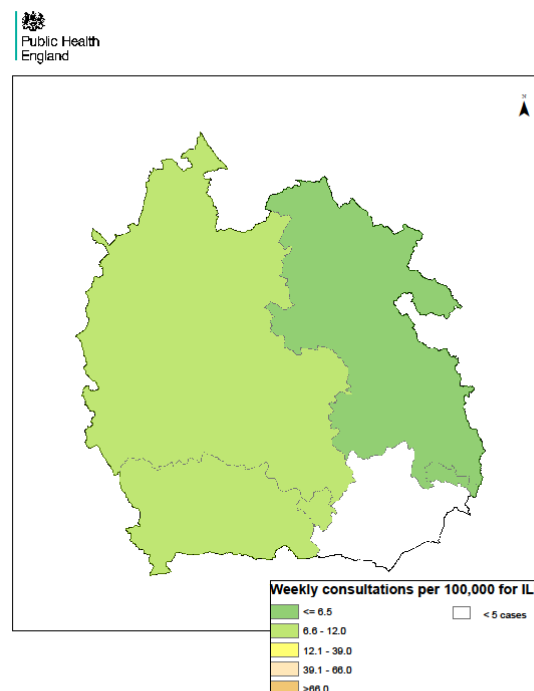 Public Health
England
N
Weekly consultations per 100,000 for IL
<= 6.5
< 5 cases
6.6 - 12.0
12.1 - 39.0
39.1 - 66.0
>66.0